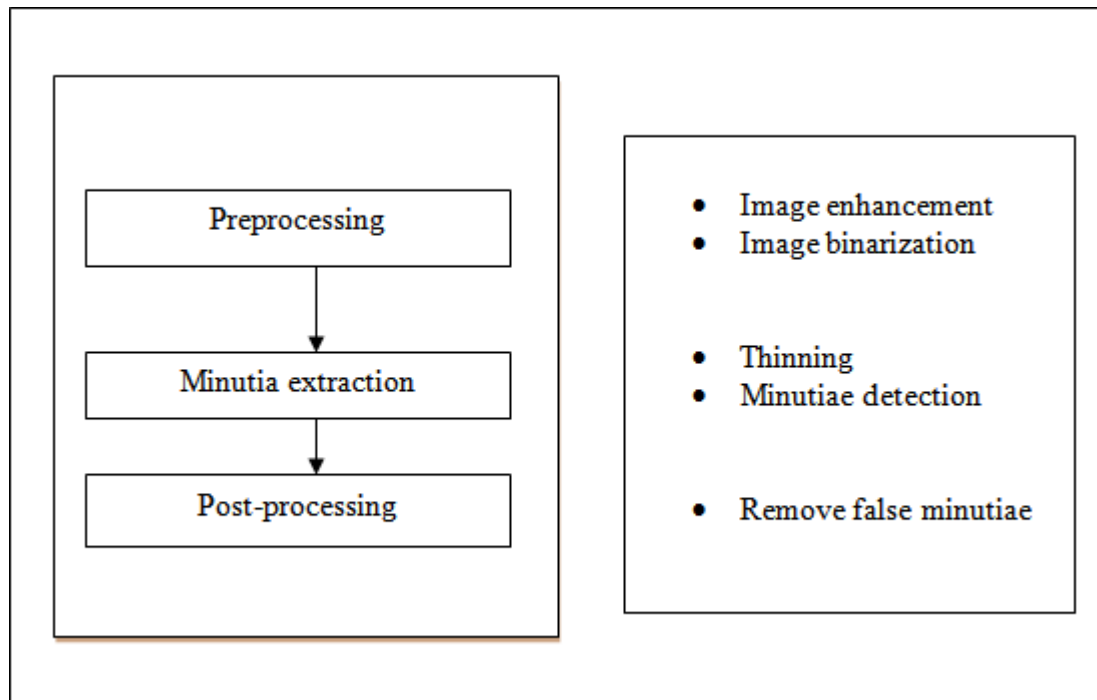 Preprocessing
Minutia extraction
Post-processing
• Image enhancement
• Image binarization
• Thinning
• Minutiae detection
• Remove false minutiae